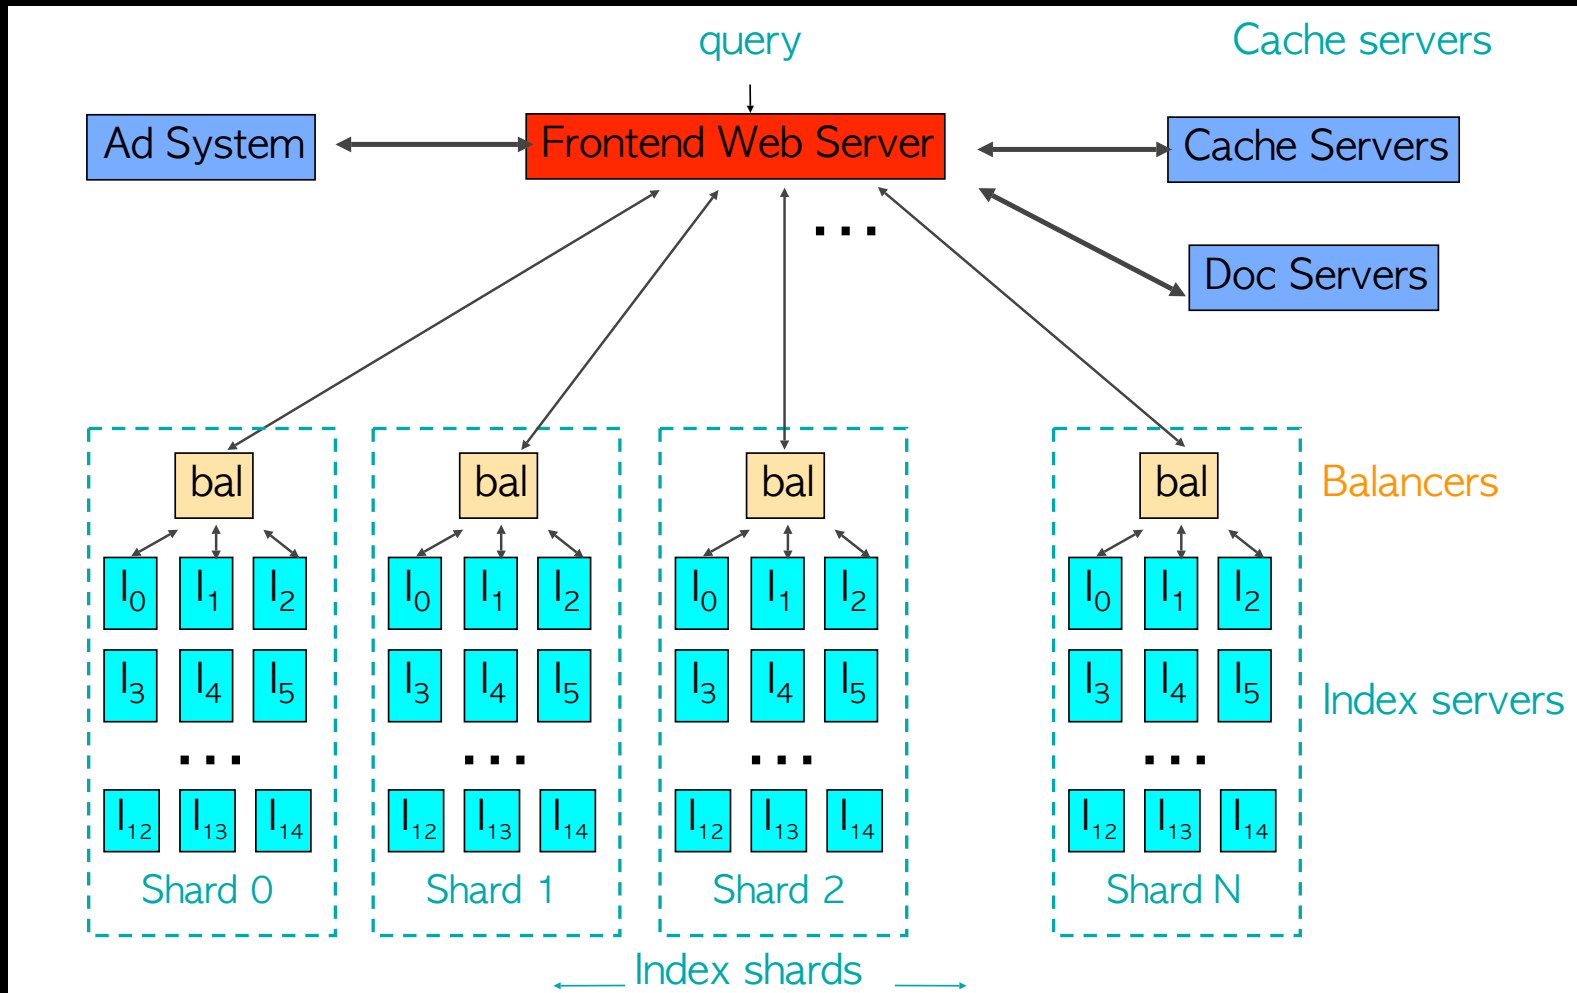 query
Cache servers
Ad System
Frontend Web Server
Cache Servers
...
Doc Servers
bal
bal
bal
bal
Balancers
I0 I1 I2
I0 I1 I2
I0 I1 I2
I0 I1 I2
I3 I4 I5
I3 I4 I5
I3 I4 I5
I3 I4 I5
Index servers
...
...
...
...
I12 I13 I14
I12 I13 I14
I12 I13 I14
I12 I13 I14
Shard 0
Shard 1
Shard 2
Shard N
Index shards